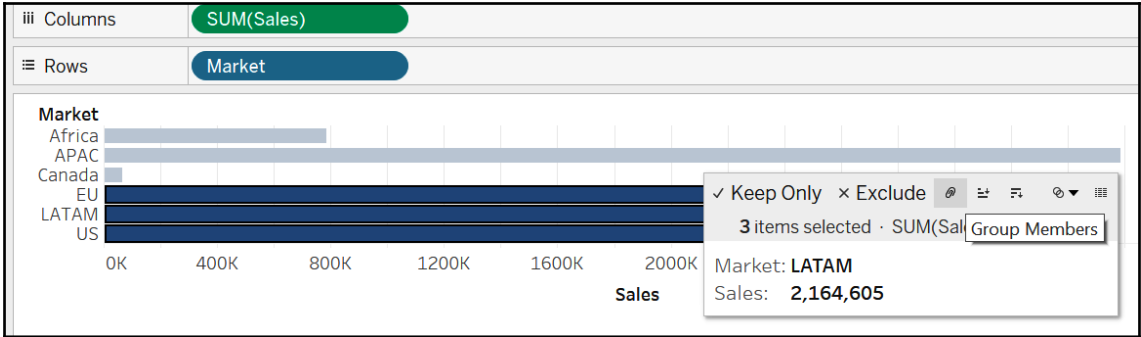 iii Columns SUM(Sales)
Rows Market
Market
Africa
APAC
Canada
EU
LATAM
US
✓ Keep Only × Exclude
3 items selected · SUM(Sal
Group Members
Market: LATAM
Sales: 2,164,605
0K 400K 800K 1200K 1600K 2000K
Sales